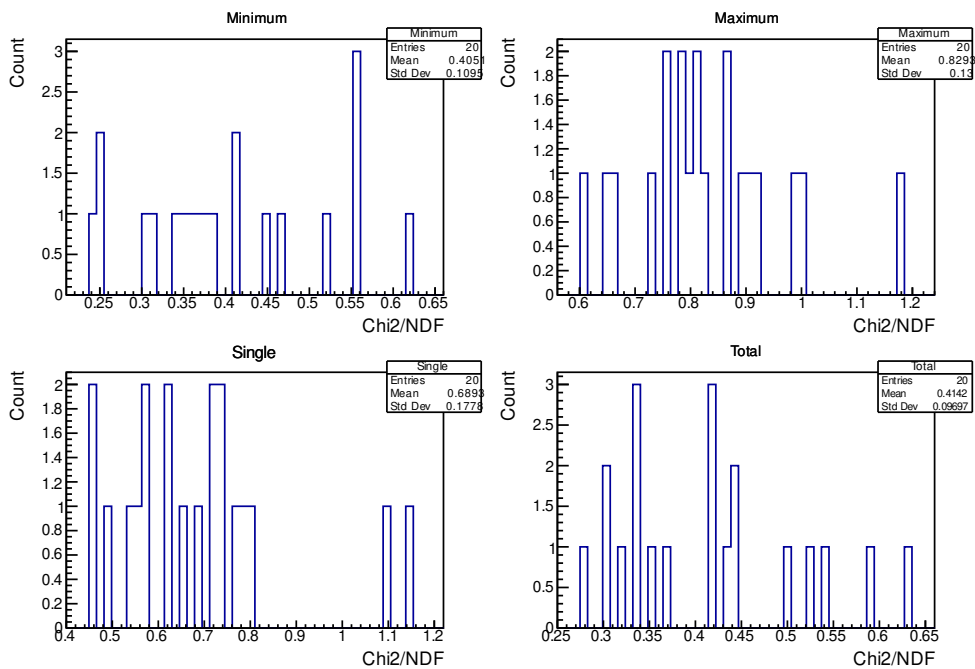 Minimum
Count
Minimum
Entries 20
Mean 0.4051
Std Dev 0.1095
3
2.5
2
1.5
1
0.5
0
0.25 0.3 0.35 0.4 0.45 0.5 0.55 0.6 0.65
Chi2/NDF
Maximum
Count
Maximum
Entries 20
Mean 0.8293
Std Dev 0.13
2
1.8
1.6
1.4
1.2
1
0.8
0.6
0.4
0.2
0
0.6 0.7 0.8 0.9 1 1.1 1.2
Chi2/NDF
Single
Count
Single
Entries 20
Mean 0.6893
Std Dev 0.1778
2
1.8
1.6
1.4
1.2
1
0.8
0.6
0.4
0.2
0
0.4 0.5 0.6 0.7 0.8 0.9 1 1.1 1.2
Chi2/NDF
Total
Count
Total
Entries 20
Mean 0.4142
Std Dev 0.09697
3
2.5
2
1.5
1
0.5
0
0.25 0.3 0.35 0.4 0.45 0.5 0.55 0.6 0.65
Chi2/NDF